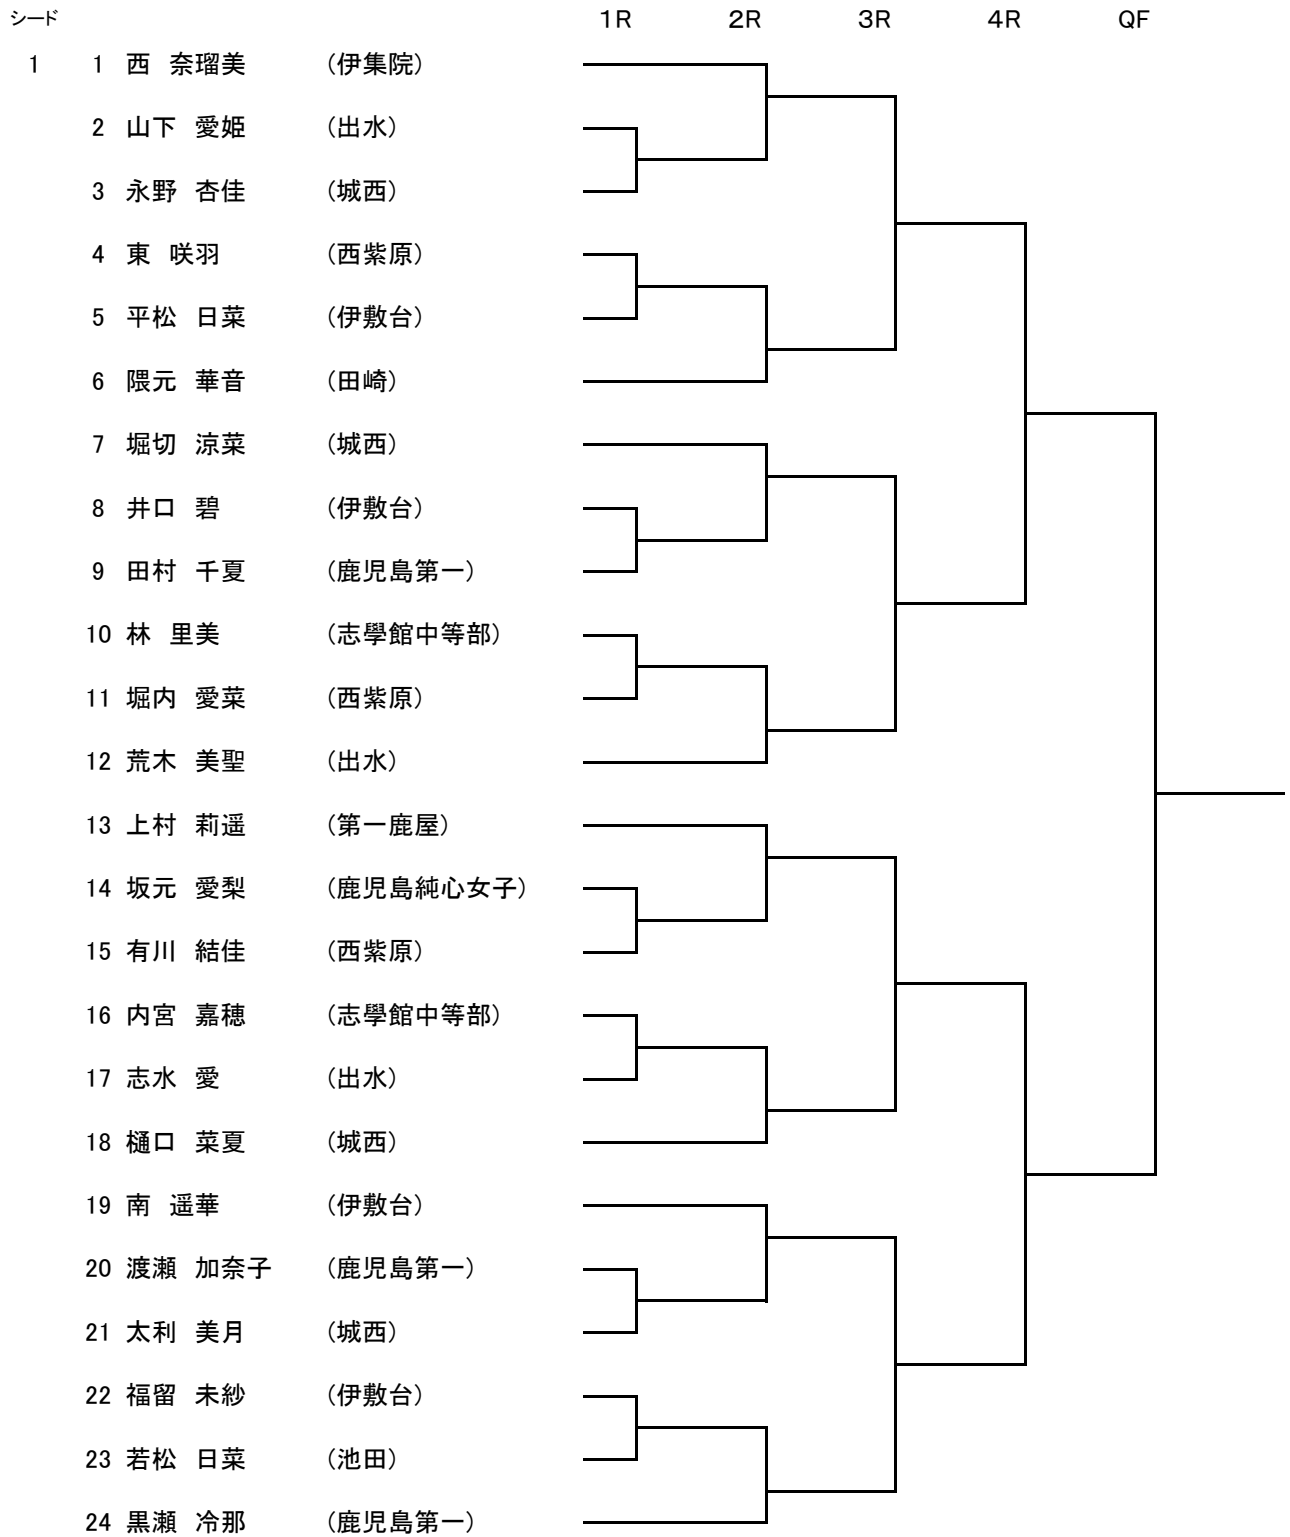 シード 1R 2R 3R 4R QF
1 1 西 奈瑠美 (伊集院)
2 山下 愛姫 (出水)
3 永野 杏佳 (城西)
4 東 咲羽 (西紫原)
5 平松 日菜 (伊敷台)
6 隈元 華音 (田崎)
7 堀切 涼菜 (城西)
8 井口 碧 (伊敷台)
9 田村 千夏 (鹿児島第一)
10 林 里美 (志學館中等部)
11 堀内 愛菜 (西紫原)
12 荒木 美聖 (出水)
13 上村 莉遥 (第一鹿屋)
14 坂元 愛梨 (鹿児島純心女子)
15 有川 結佳 (西紫原)
16 内宮 嘉穂 (志學館中等部)
17 志水 愛 (出水)
18 樋口 菜夏 (城西)
19 南 遥華 (伊敷台)
20 渡瀬 加奈子 (鹿児島第一)
21 太利 美月 (城西)
22 福留 未紗 (伊敷台)
23 若松 日菜 (池田)
24 黒瀬 冷那 (鹿児島第一)